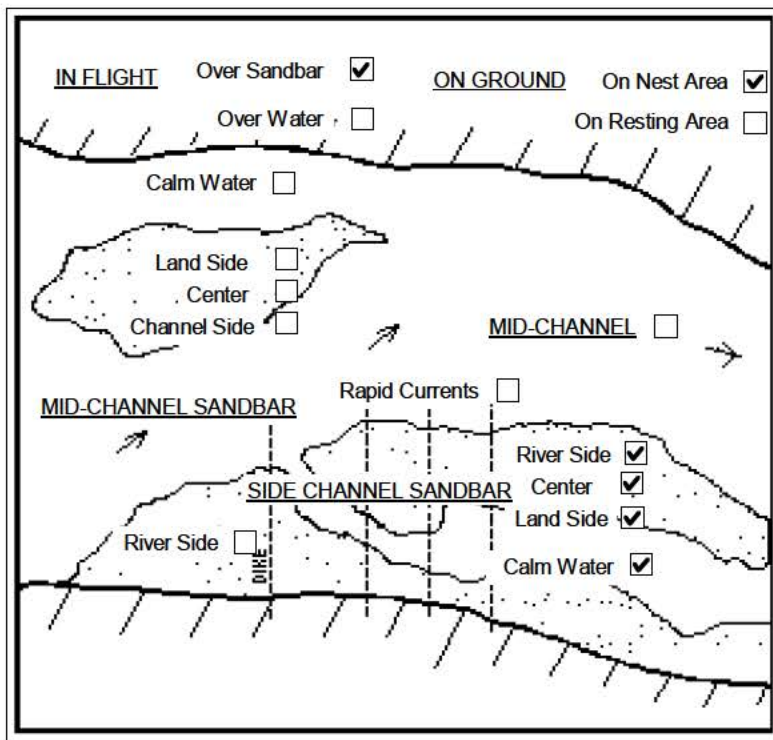 IN FLIGHT
Over Sandbar
ON GROUND
On Nest Area
Over Water
On Resting Area
Calm Water
Land Side
Center
Channel Side
MID-CHANNEL
Rapid Currents
MID-CHANNEL SANDBAR
River Side
SIDE CHANNEL SANDBAR
Center
Land Side
River Side
DIKE
Calm Water